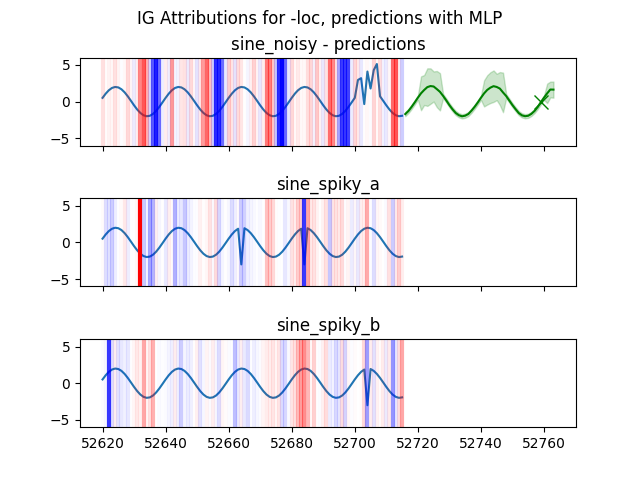 IG Attributions for -loc, predictions with MLP
sine_noisy - predictions
5
0
−5
sine_spiky_a
5
0
−5
sine_spiky_b
5
0
−5
52620 52640 52660 52680 52700 52720 52740 52760